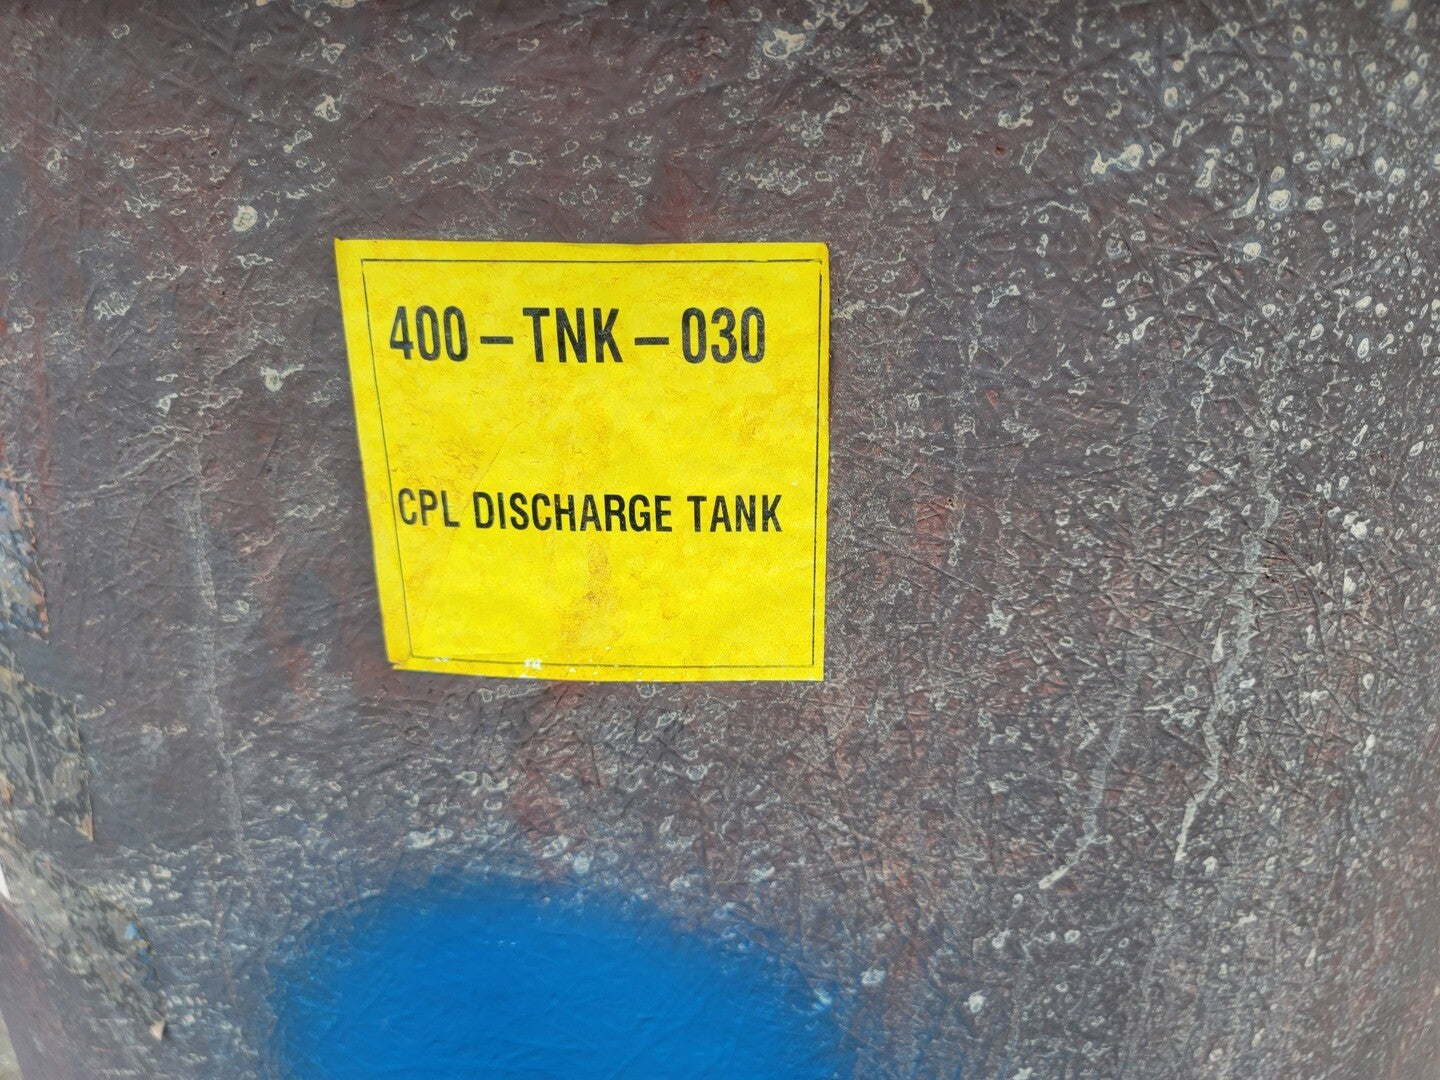 400-TNK-030
CPL DISCHARGE TANK